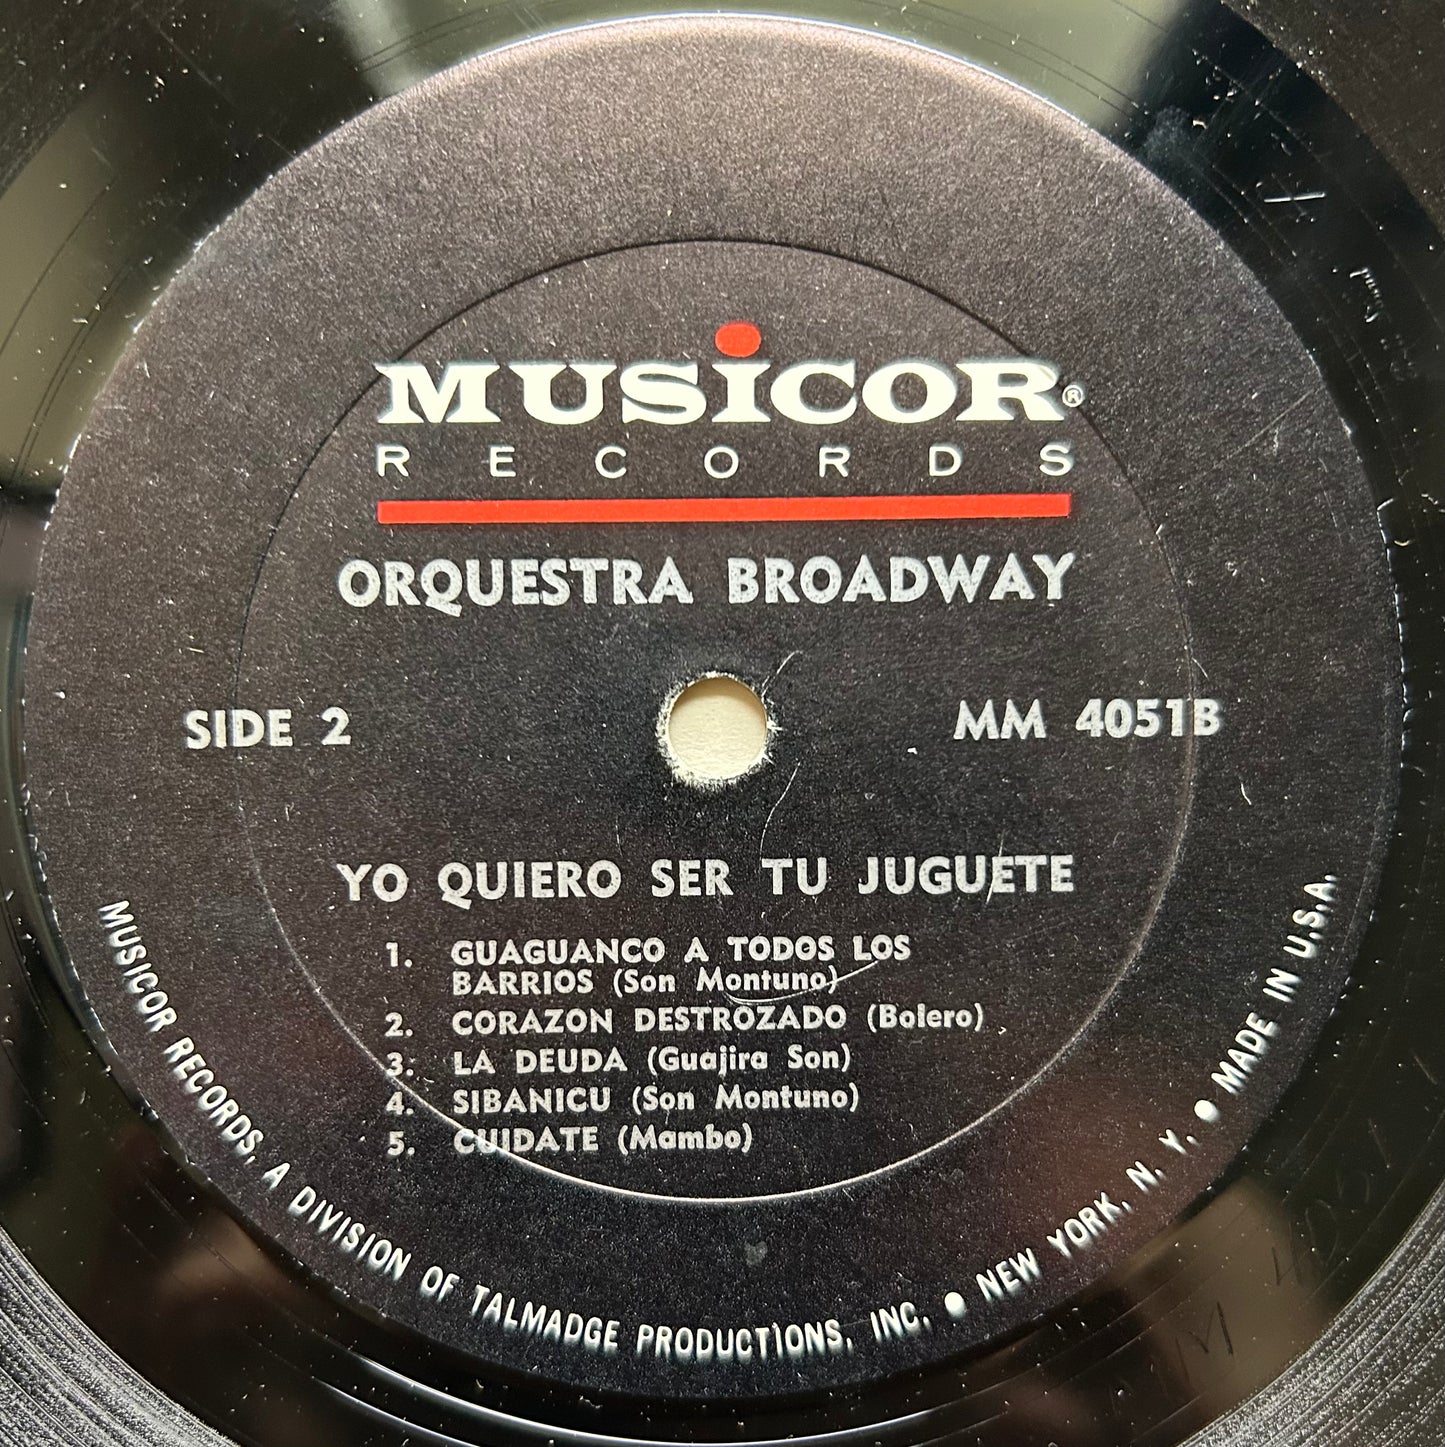 MUSICOR®
RECORDS
ORQUESTRA BROADWAY
SIDE 2
MM 4051B
YO QUIERO SER TU JUGUETE
1. GUAGUANCO A TODOS LOS
BARRIOS (Son Montuno)
2. CORAZON DESTROZADO (Bolero)
3. LA DEUDA (Guajira Son)
4. SIBANICU (Son Montuno)
5. CUIDATE (Mambo)
MUSICOR RECORDS, A DIVISION OF TALMADGE PRODUCTIONS, INC. ● NEW YORK, N. Y. ● MADE IN U.S.A.